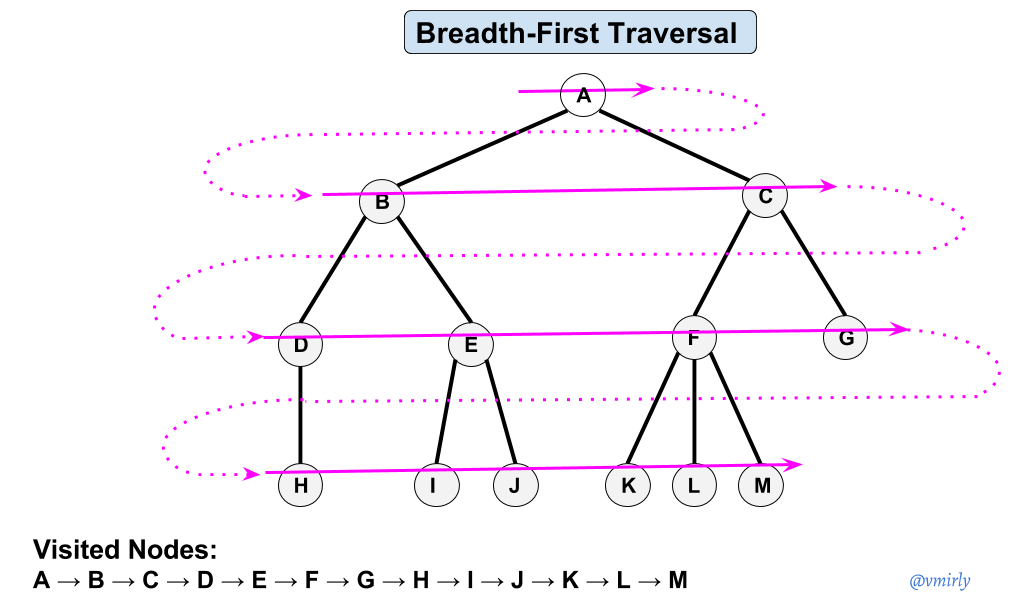 Breadth-First Traversal
A
B
C
D
E
F
G
H
I
J
K
L
M
Visited Nodes:
A → B → C → D → E → F → G → H → I → J → K → L → M
@vmirly